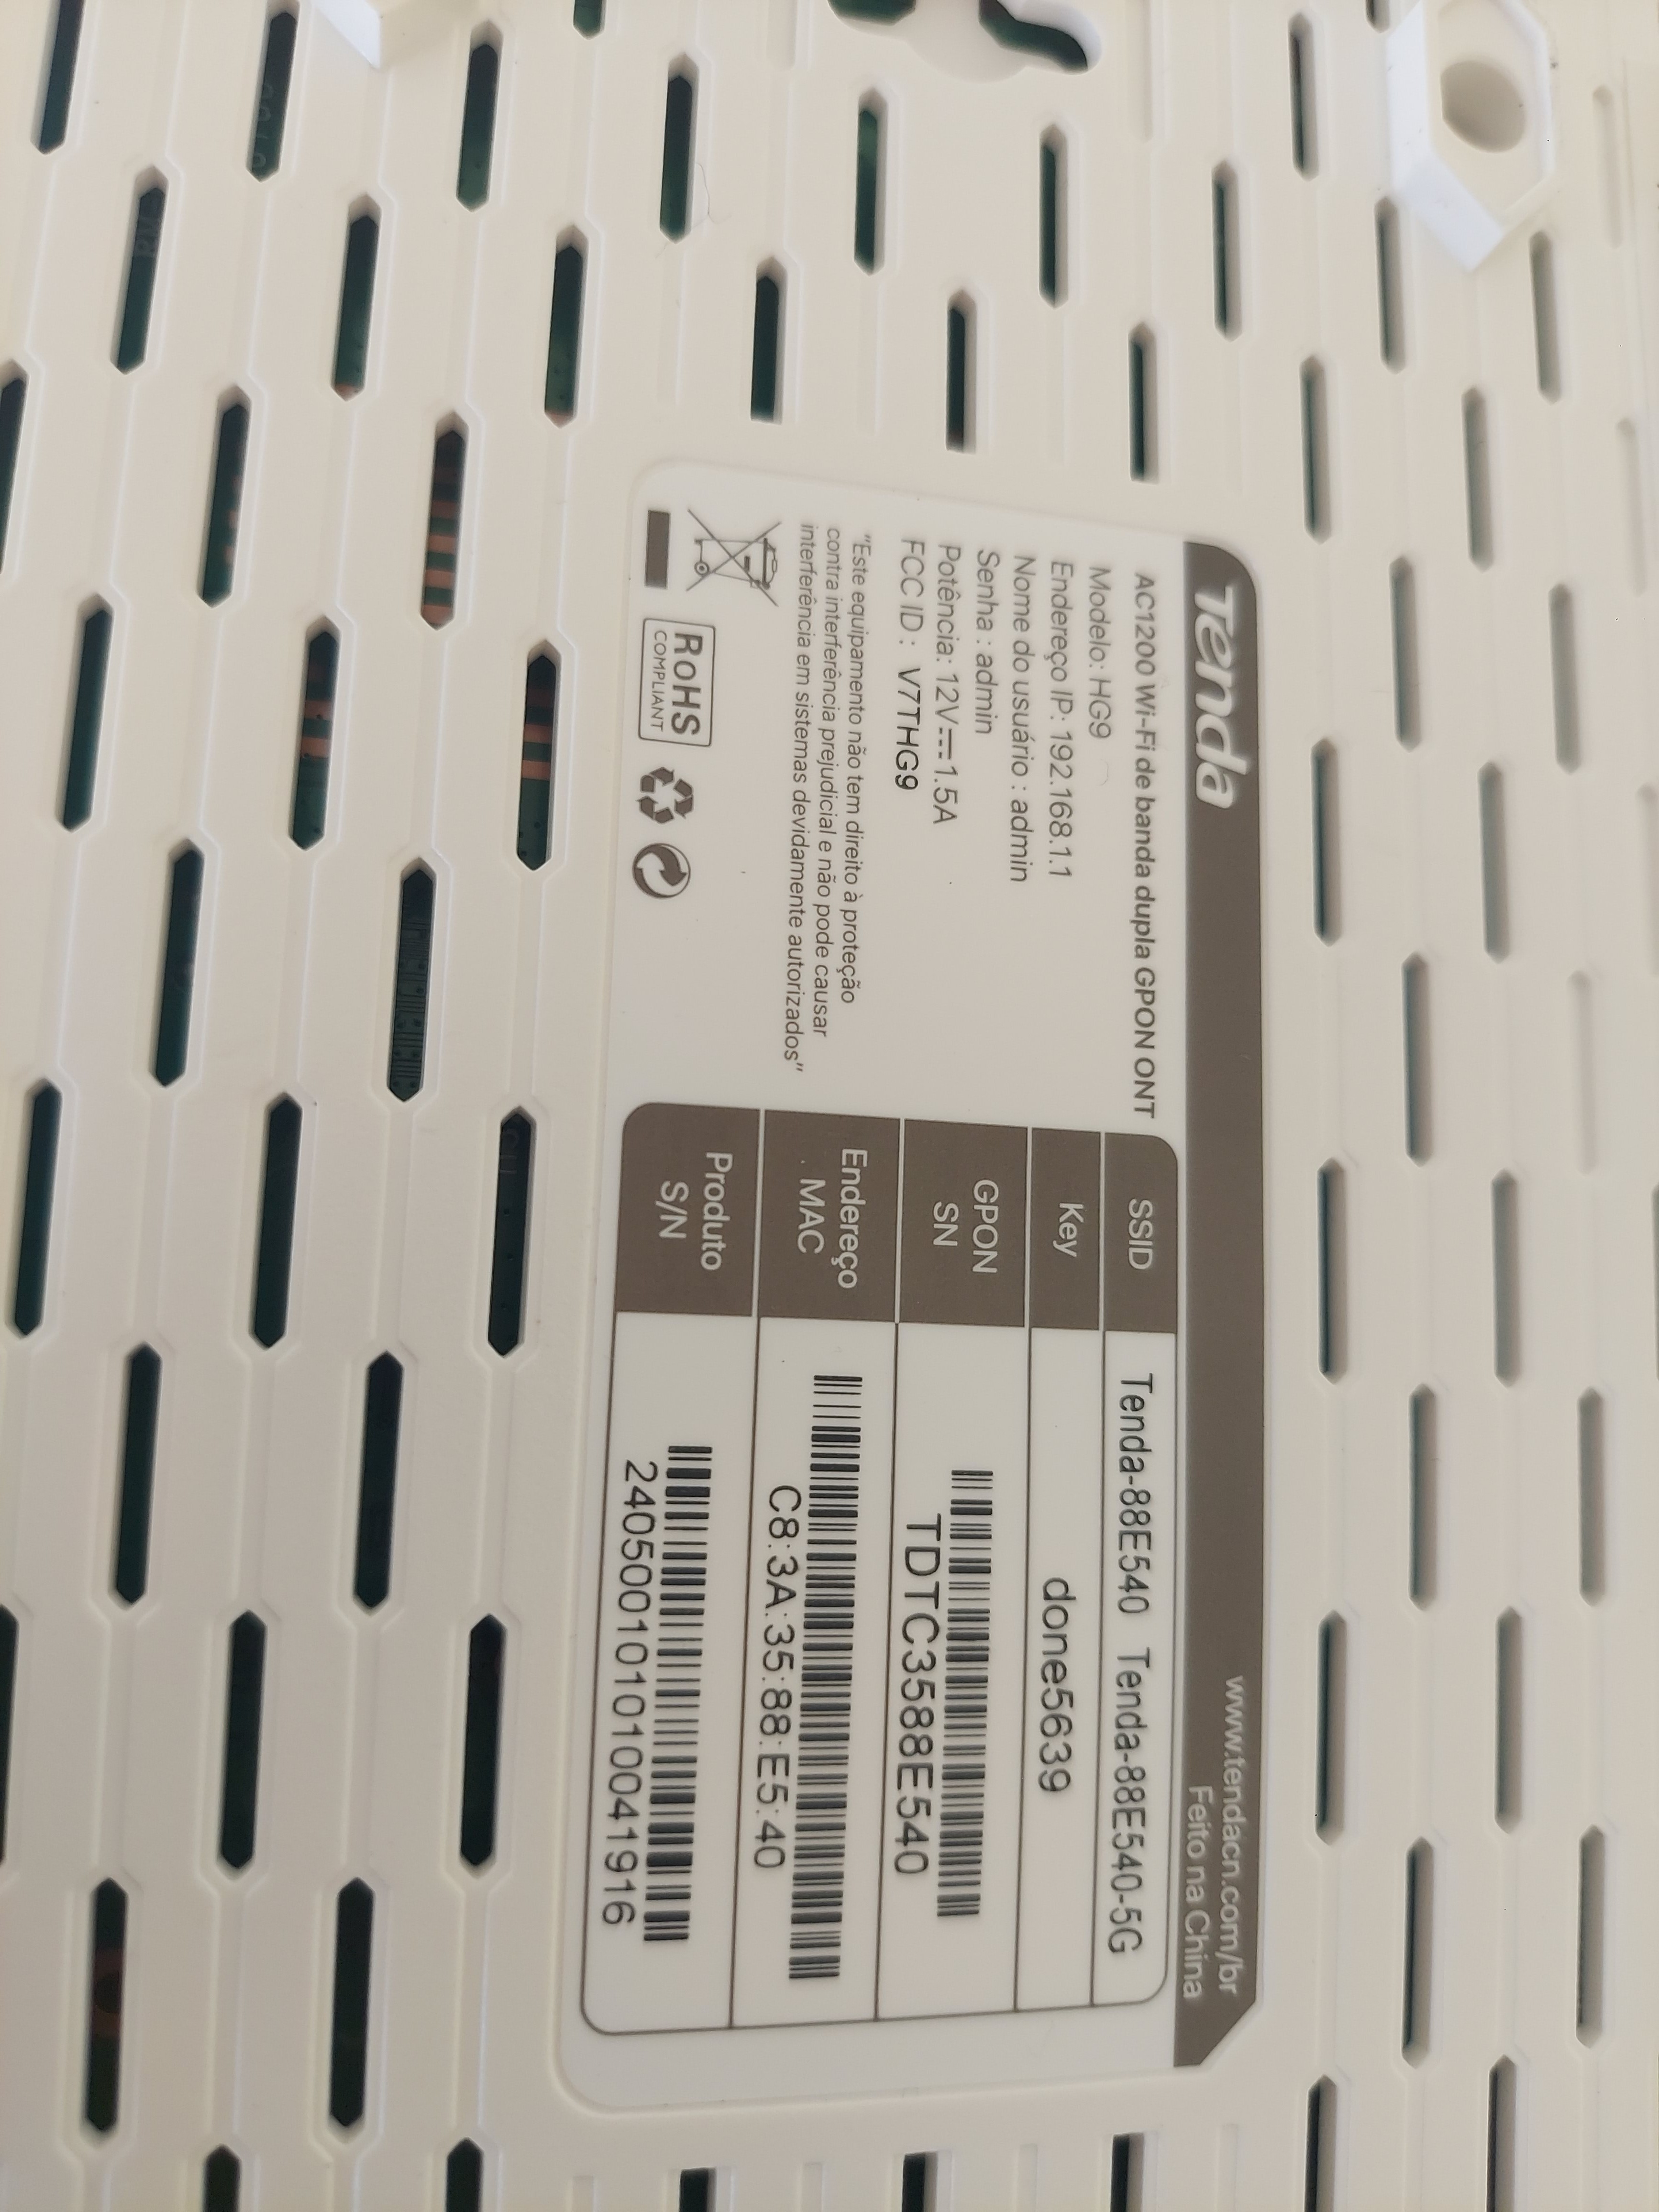 Tenda
www.tendacn.com/br
Feito na China
AC1200 Wi-Fi de banda dupla GPON ONT
Modelo: HG9
Endereço IP: 192.168.1.1
Nome do usuário : admin
Senha : admin
Potência: 12V⎓1.5A
FCC ID : V7THG9
"Este equipamento não tem direito à proteção
contra interferência prejudicial e não pode causar
interferência em sistemas devidamente autorizados"
RoHS
COMPLIANT
SSID Tenda-88E540 Tenda-88E540-5G
Key done5639
GPON
SN
TDTC3588E540
Endereço
MAC
C8:3A:35:88:E5:40
Produto
S/N
2405001010101010041916